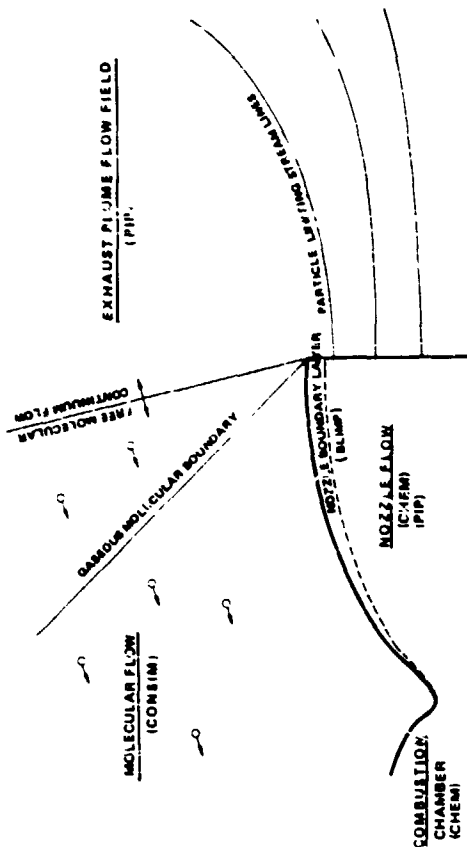 EXHAUST PLUME FLOW FIELD
(PIP)
PARTICLE LIMITING STREAM LINES
CONTINUUM FLOW
FREE MOLECULAR
GASEOUS MOLECULAR BOUNDARY
MOLECULAR FLOW
(CONSIM)
NOZZLE BOUNDARY LAYER
(BLIMP)
NOZZLE FLOW
(CHEM)
(PIP)
COMBUSTION
CHAMBER
(CHEM)